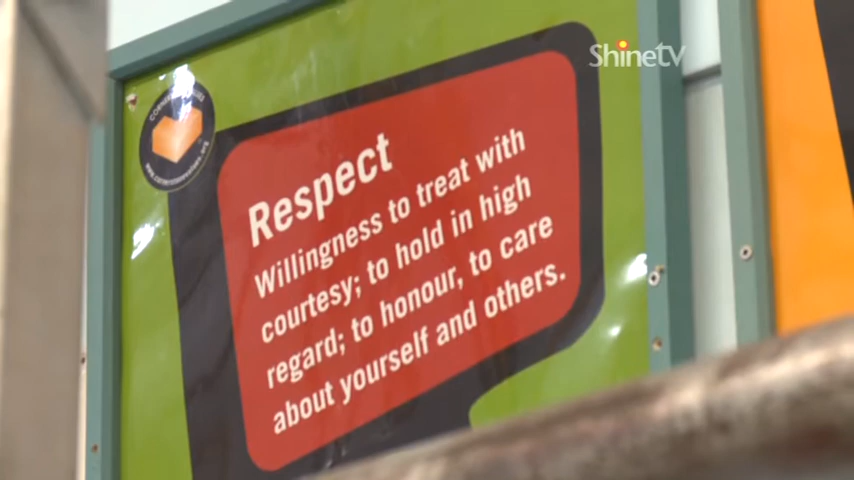 ShineTV
Respect
Willingness to treat with
courtesy; to hold in high
regard; to honour, to care
about yourself and others.